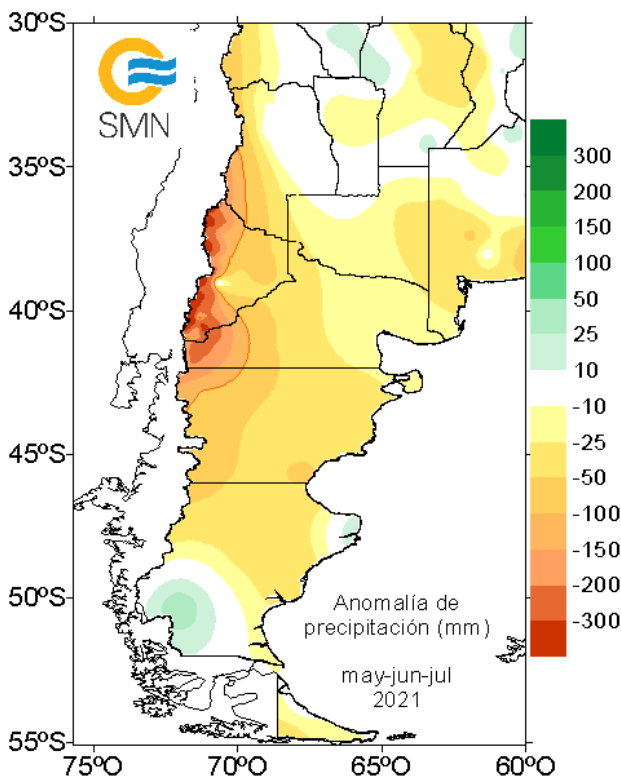 30ºS
SMN
35ºS
40ºS
45ºS
50ºS
55ºS
75ºO
70ºO
65ºO
60ºO
300
200
150
100
50
25
10
-10
-25
-50
-100
-150
-200
-300
Anomalía de
precipitación (mm)
may-jun-jul
2021